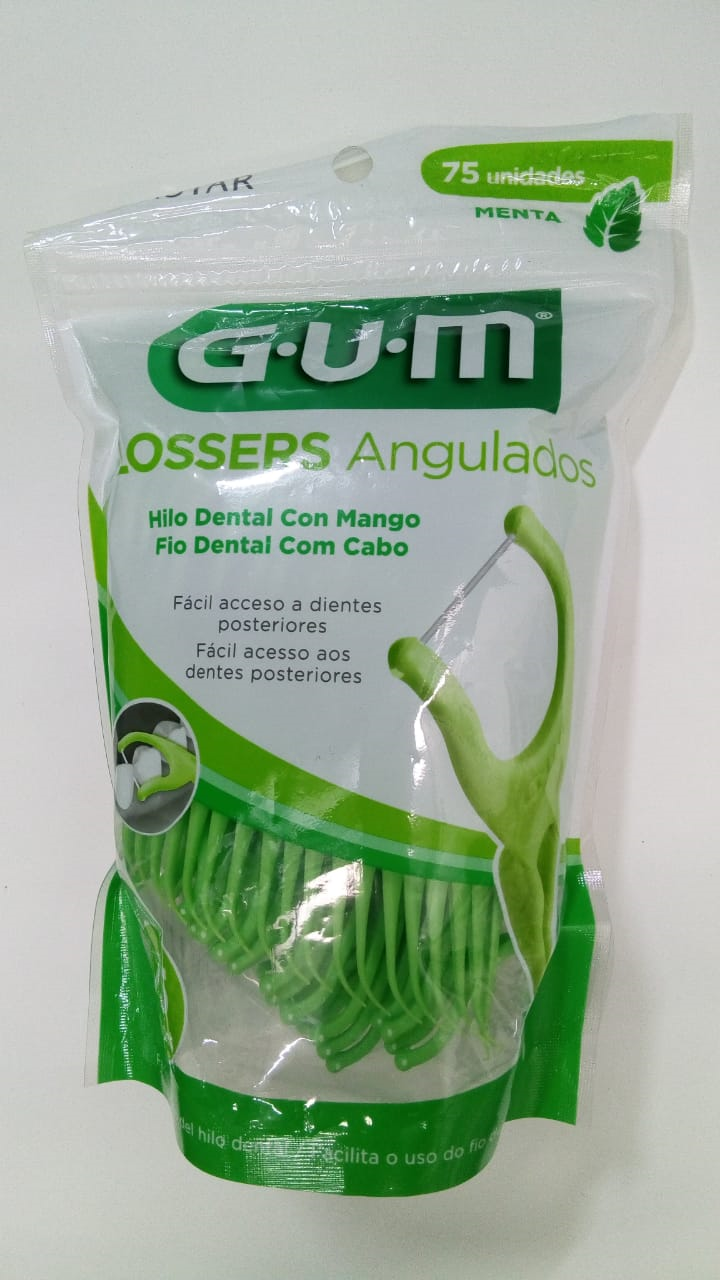 75 unidades
MENTA
G·U·M®
Angulados
Hilo Dental Con Mango
Fio Dental Com Cabo
Fácil acceso a dientes
posteriores
Fácil acesso aos
dentes posteriores
del hilo dental / Facilita o uso do fio